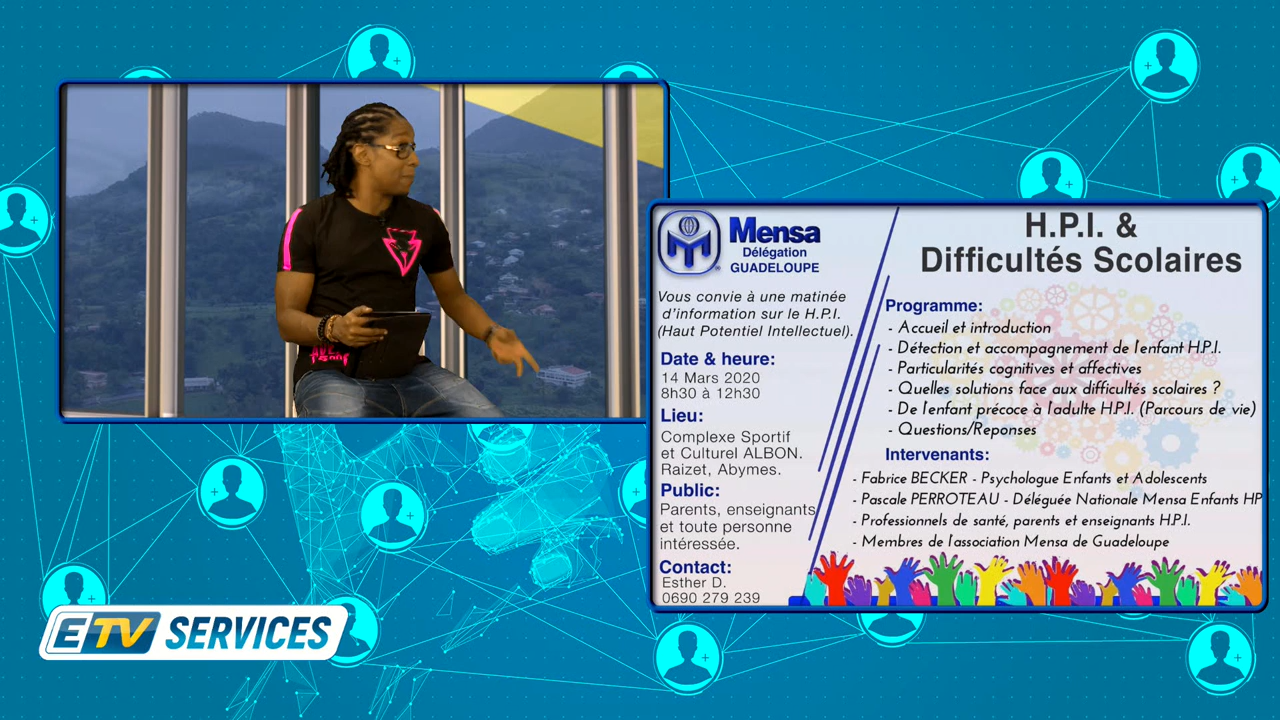 Mensa
Délégation
GUADELOUPE
Vous convie à une matinée
d'information sur le H.P.I.
(Haut Potentiel Intellectuel).
Date & heure:
14 Mars 2020
8h30 à 12h30
Lieu:
Complexe Sportif
et Culturel ALBON.
Raizet, Abymes.
Public:
Parents, enseignants
et toute personne
intéressée.
Contact:
Esther D.
0690 279 239
H.P.I. &
Difficultés Scolaires
Programme:
- Accueil et introduction
- Détection et accompagnement de l'enfant H.P.I.
- Particularités cognitives et affectives
- Quelles solutions face aux difficultés scolaires ?
- De l'enfant précoce à l'adulte H.P.I. (Parcours de vie)
- Questions/Reponses
Intervenants:
- Fabrice BECKER - Psychologue Enfants et Adolescents
- Pascale PERROTEAU - Déléguée Nationale Mensa Enfants HP
- Professionnels de santé, parents et enseignants H.P.I.
- Membres de l'association Mensa de Guadeloupe
ETV SERVICES